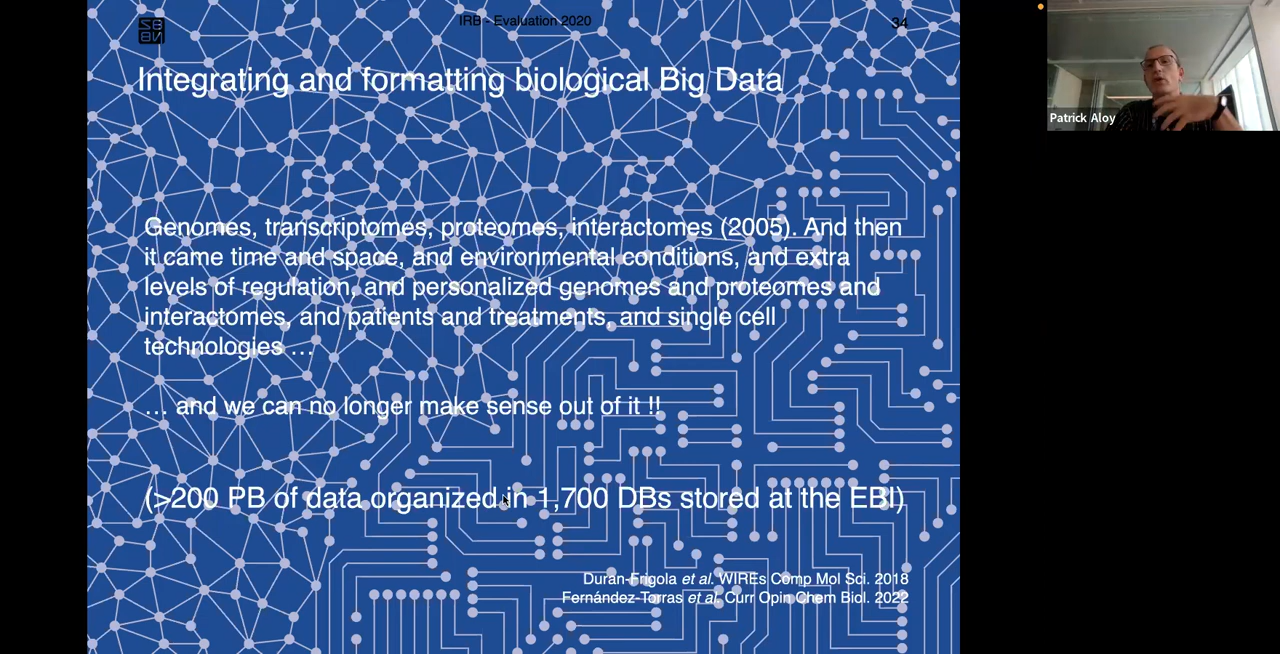 IRB - Evaluation 2020
34
Integrating and formatting biological Big Data
Genomes, transcriptomes, proteomes, interactomes (2005). And then
it came time and space, and environmental conditions, and extra
levels of regulation, and personalized genomes and proteomes and
interactomes, and patients and treatments, and single cell
technologies …
… and we can no longer make sense out of it !!
(>200 PB of data organized in 1,700 DBs stored at the EBI)
Duran-Frigola et al. WIREs Comp Mol Sci. 2018
Fernández-Torras et al. Curr Opin Chem Biol. 2022
Patrick Aloy